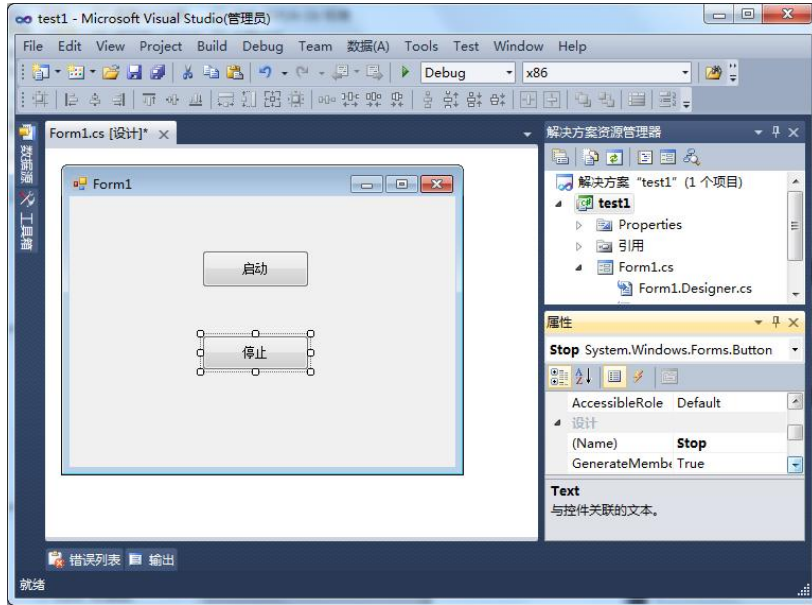 test1 - Microsoft Visual Studio(管理员)
File Edit View Project Build Debug Team 数据(A) Tools Test Window Help
Debug x86
Form1.cs [设计]*
解决方案资源管理器
数据源
工具箱
Form1
启动
停止
解决方案 "test1" (1 个项目)
test1
Properties
引用
Form1.cs
Form1.Designer.cs
属性
Stop System.Windows.Forms.Button
AccessibleRole Default
设计
(Name) Stop
GenerateMembe True
Text
与控件关联的文本。
错误列表 输出
就绪